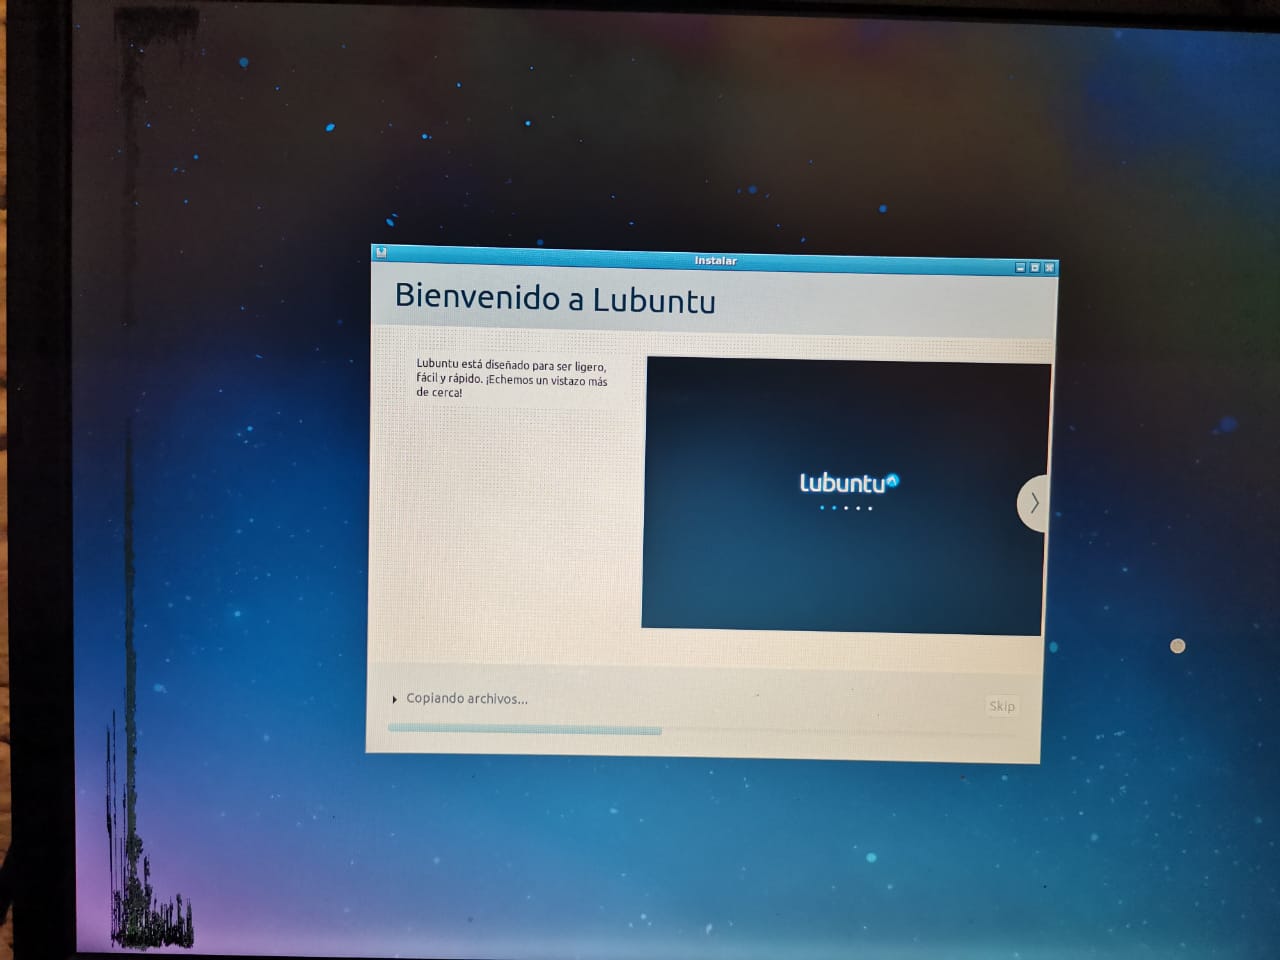 Instalar
Bienvenido a Lubuntu
Lubuntu está diseñado para ser ligero,
fácil y rápido. ¡Echemos un vistazo más
de cerca!
lubuntu
Copiando archivos...
Skip